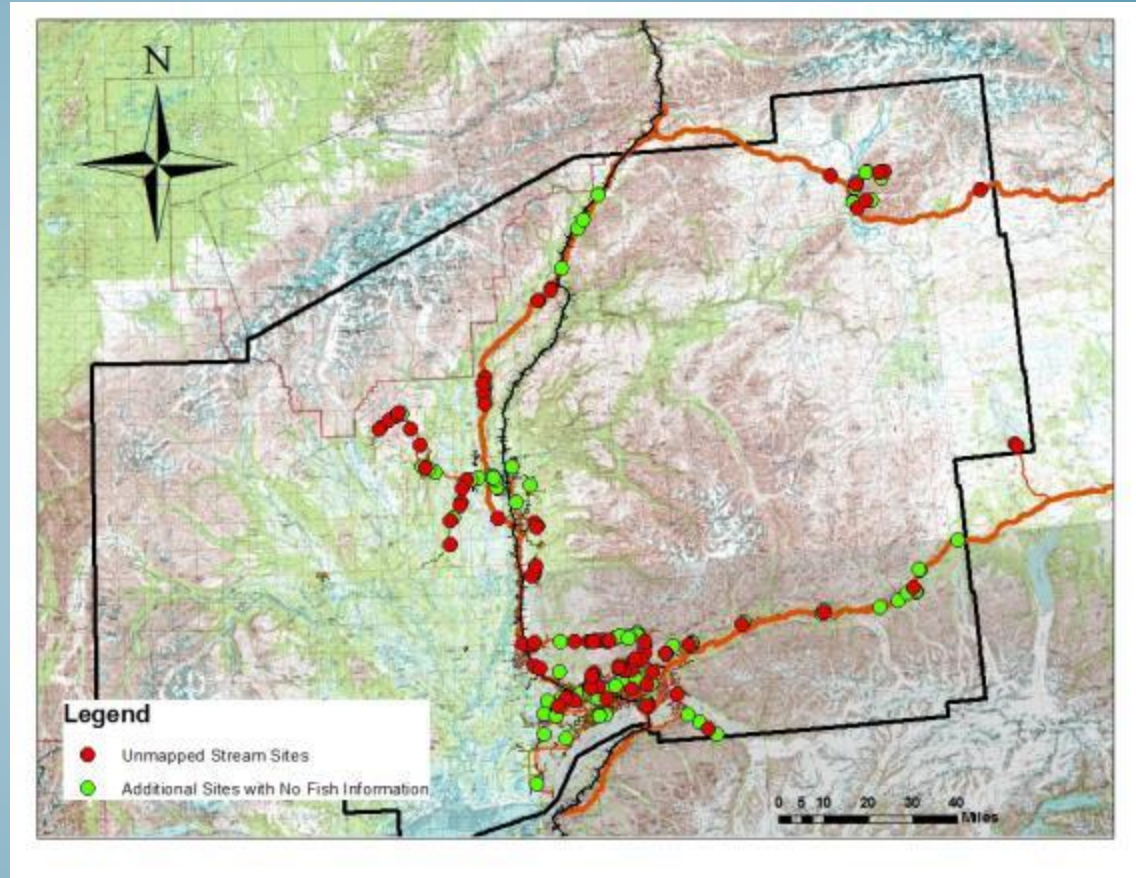 N
Legend
Unmapped Stream Sites
Additional Sites with No Fish Information
0 5 10 20 30 40
Miles